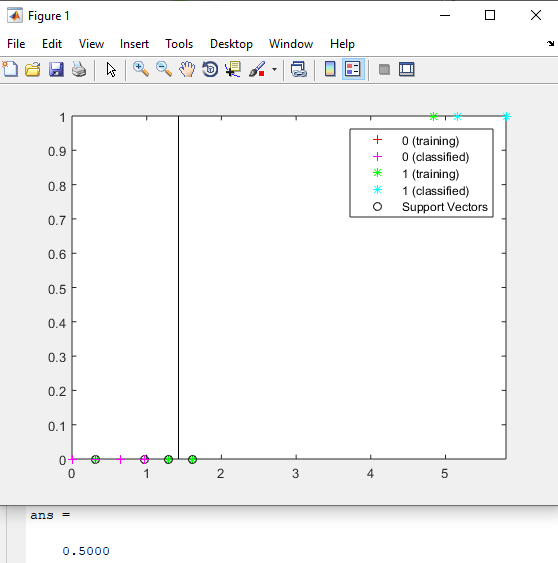 Figure 1
File Edit View Insert Tools Desktop Window Help
1
0 (training)
0.9
0 (classified)
1 (training)
0.8
1 (classified)
Support Vectors
0.7
0.6
0.5
0.4
0.3
0.2
0.1
0
0 1 2 3 4 5
ans =
0.5000